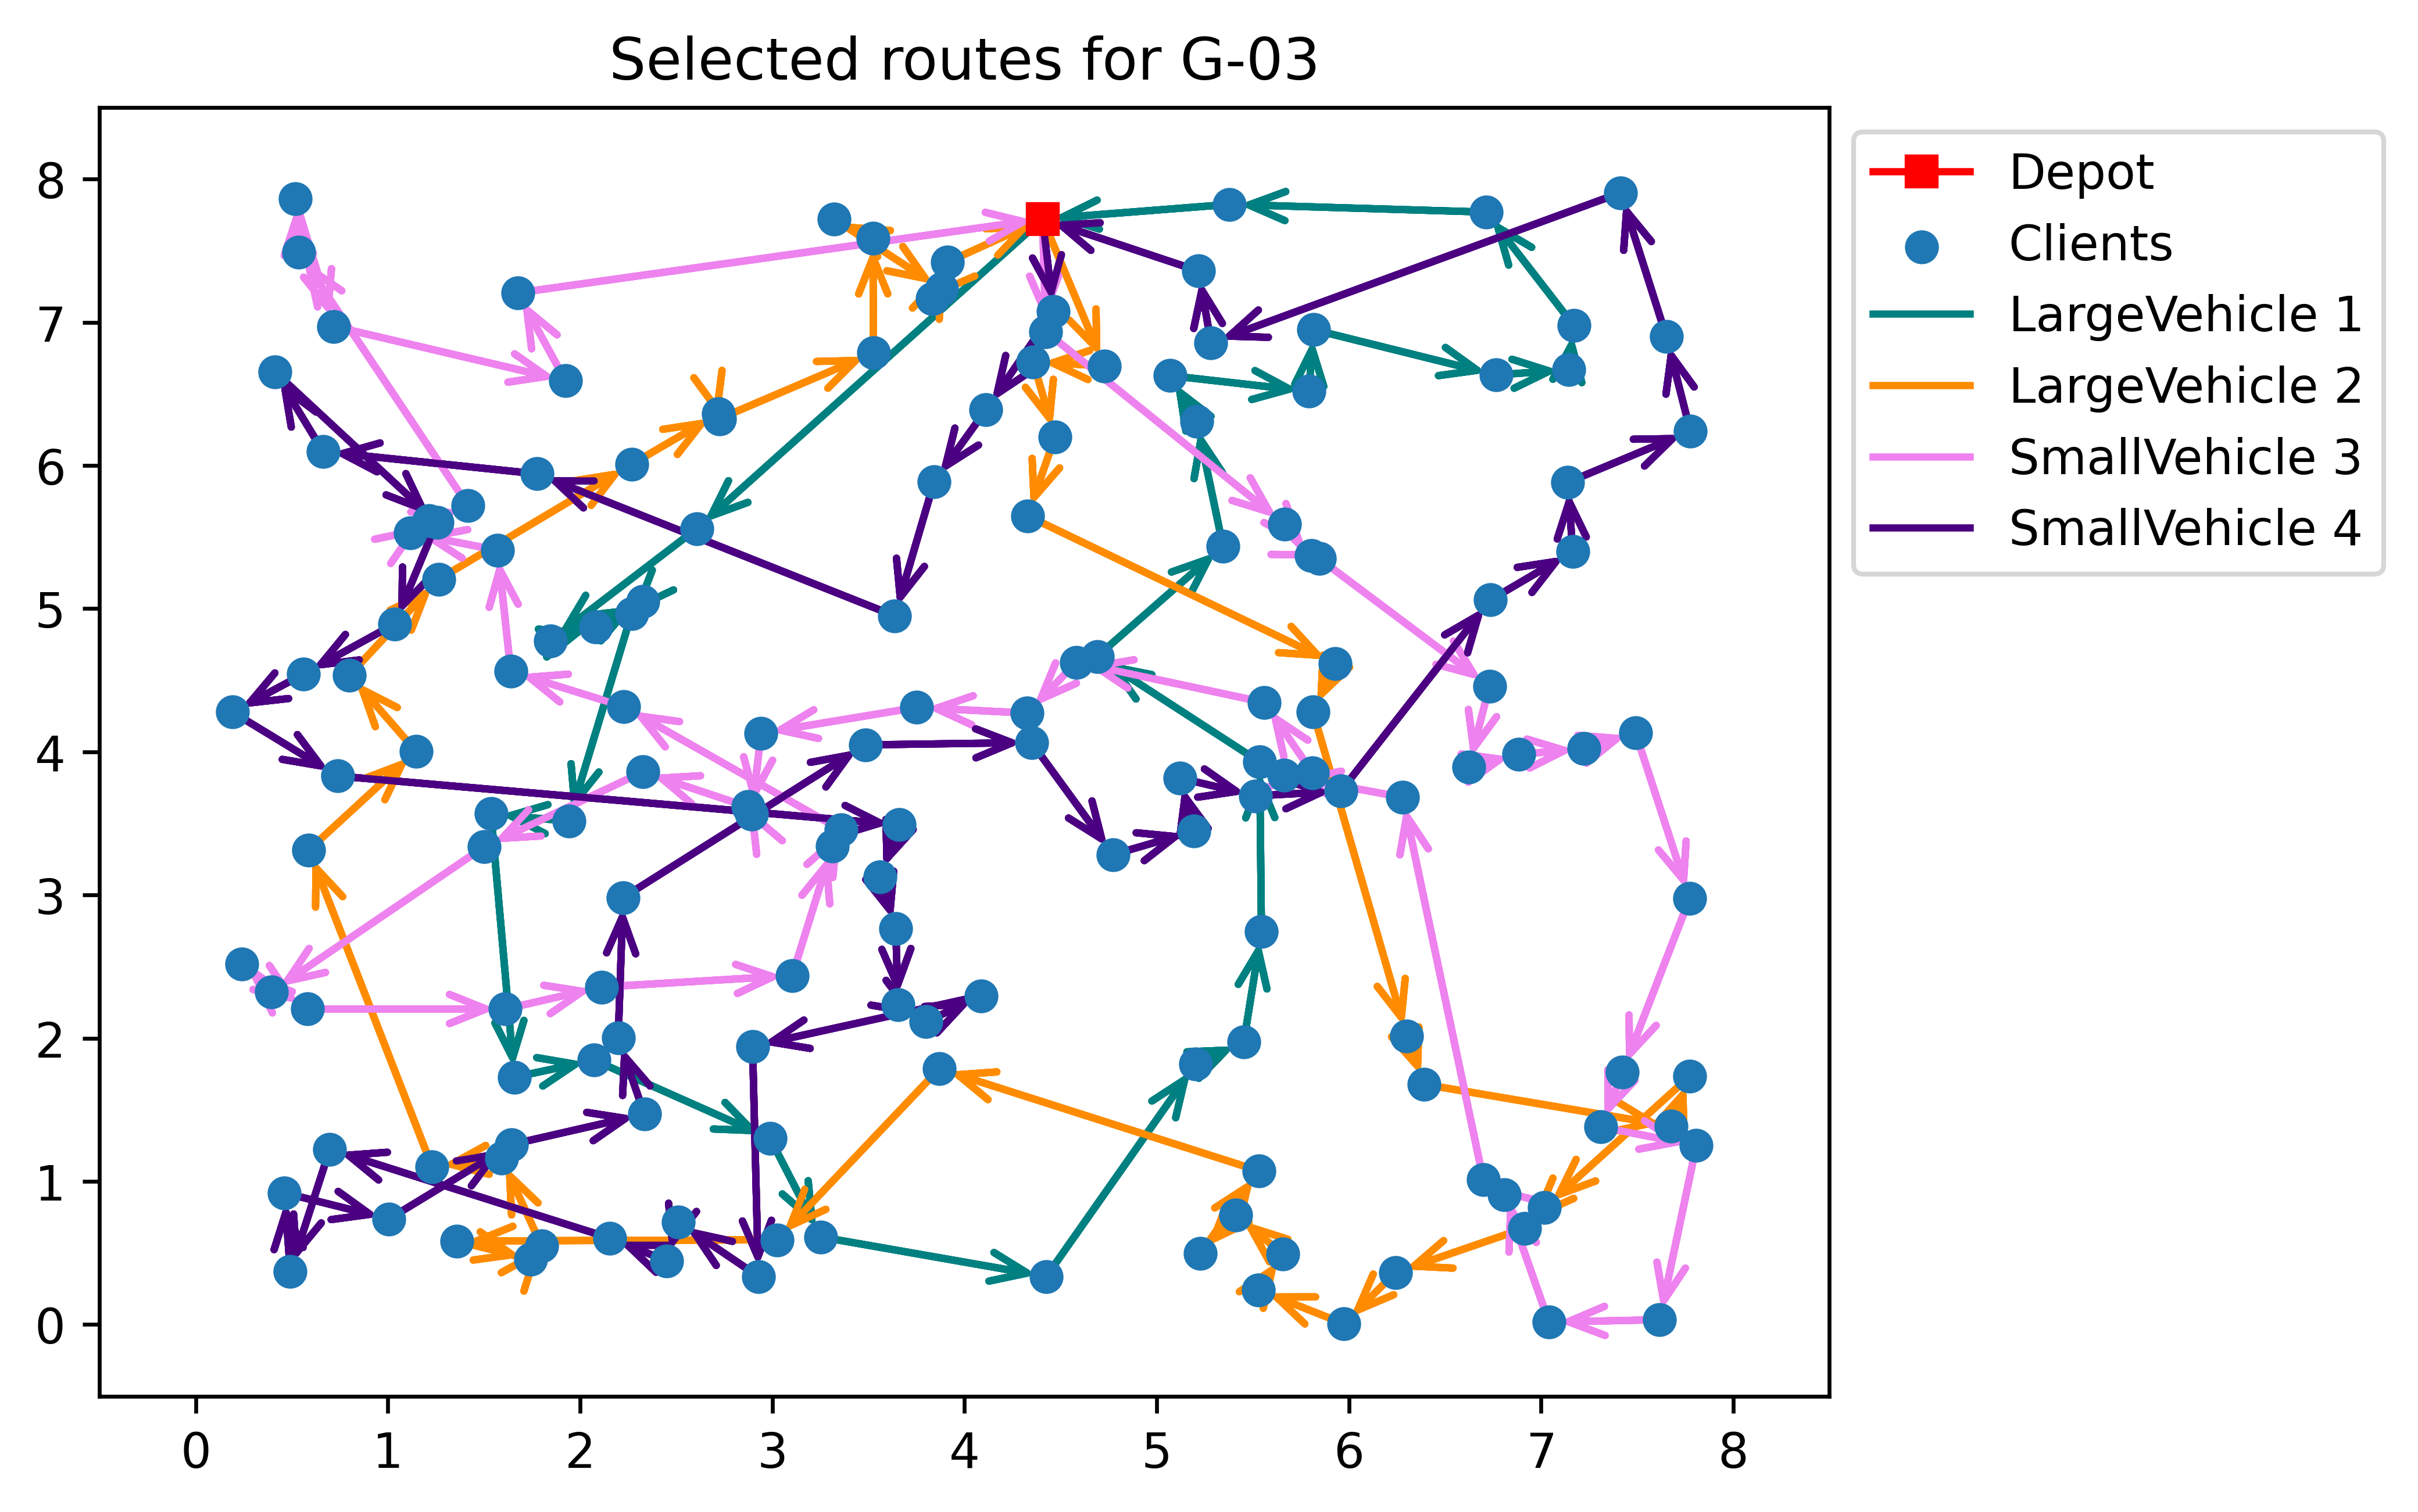 Selected routes for G-03
8
7
6
5
4
3
2
1
0
0 1 2 3 4 5 6 7 8
Depot
Clients
LargeVehicle 1
LargeVehicle 2
SmallVehicle 3
SmallVehicle 4